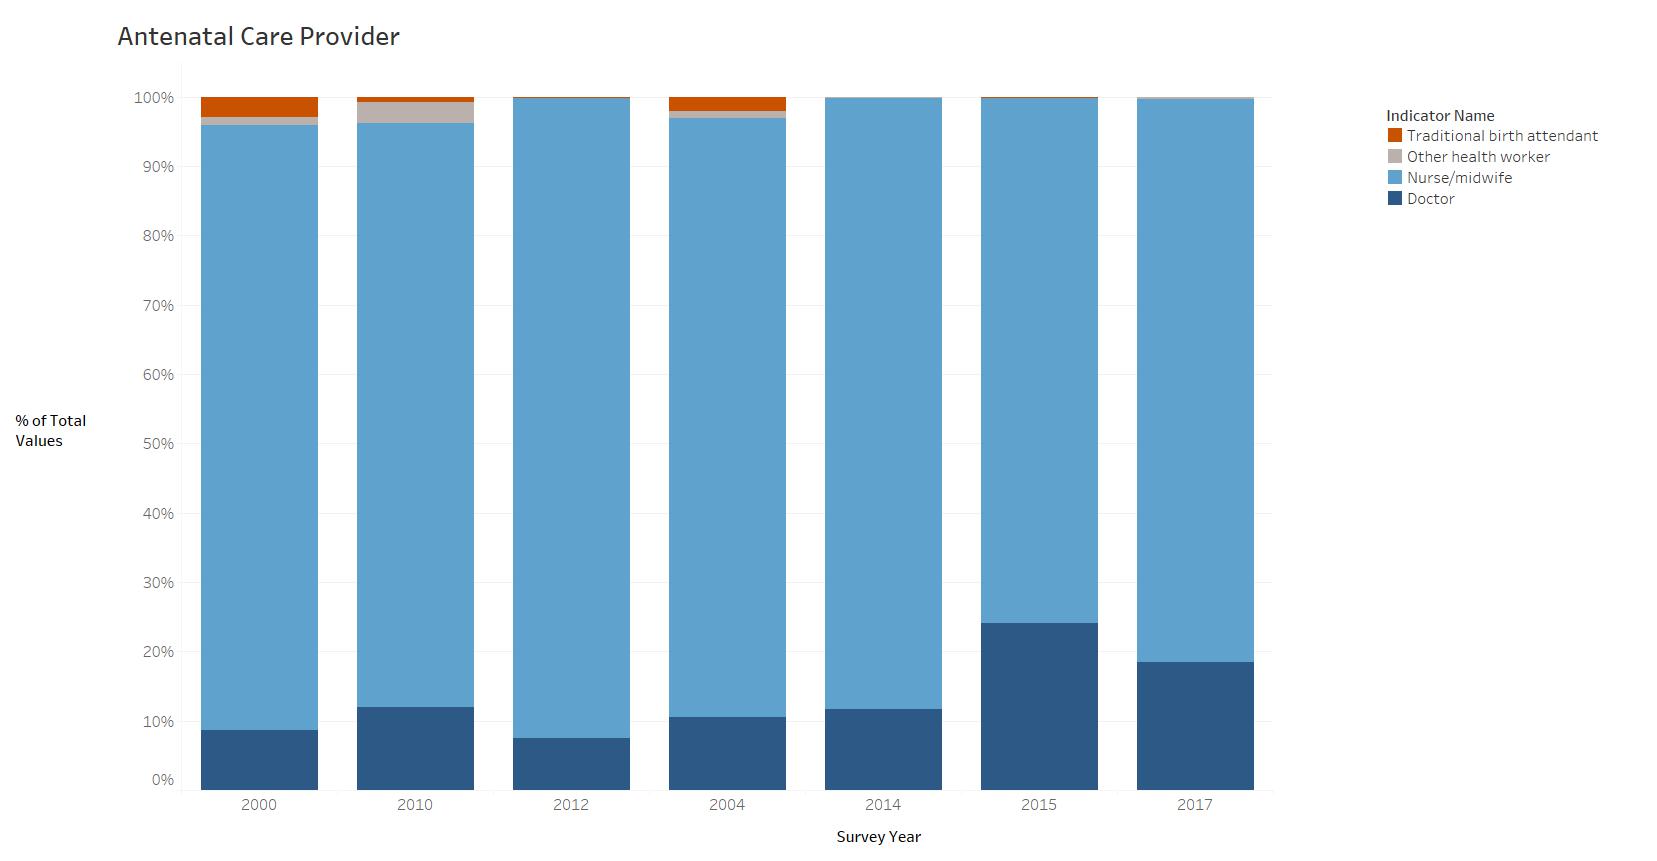 Antenatal Care Provider
100%
90%
80%
70%
60%
50%
40%
30%
20%
10%
0%
% of Total
Values
2000 2010 2012 2004 2014 2015 2017
Survey Year
Indicator Name
Traditional birth attendant
Other health worker
Nurse/midwife
Doctor